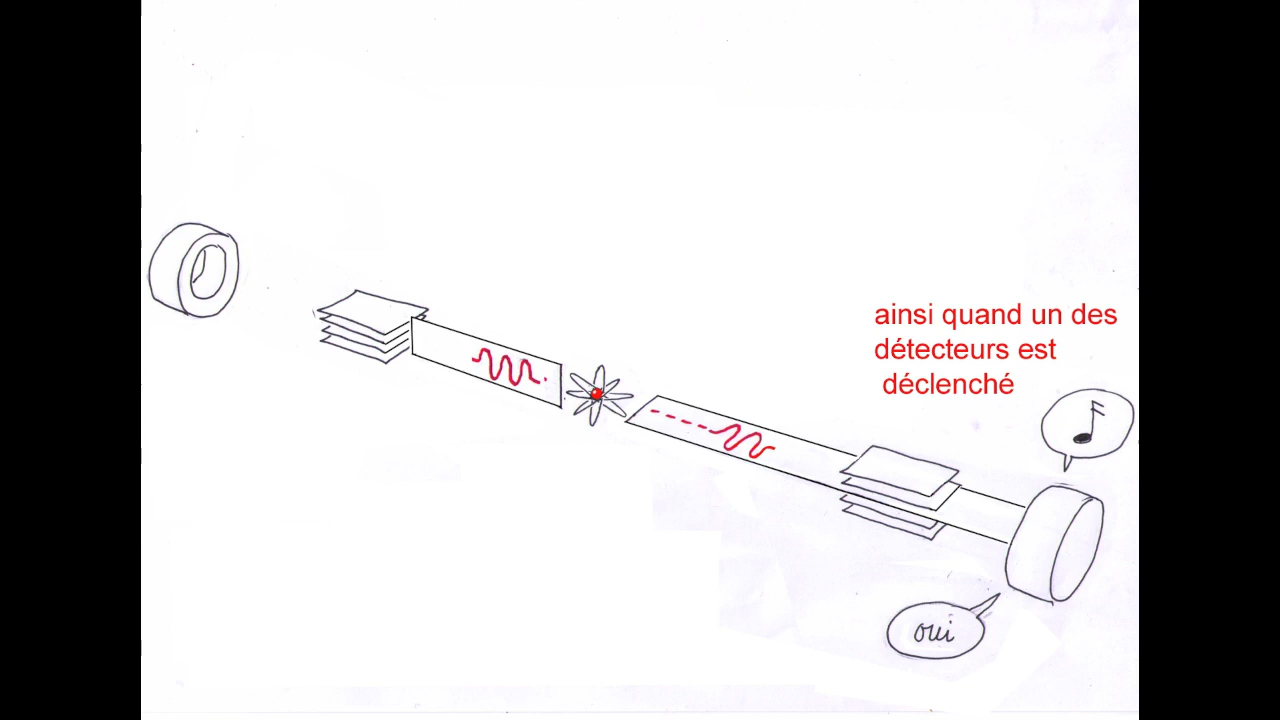 ainsi quand un des
détecteurs est
déclenché
oui